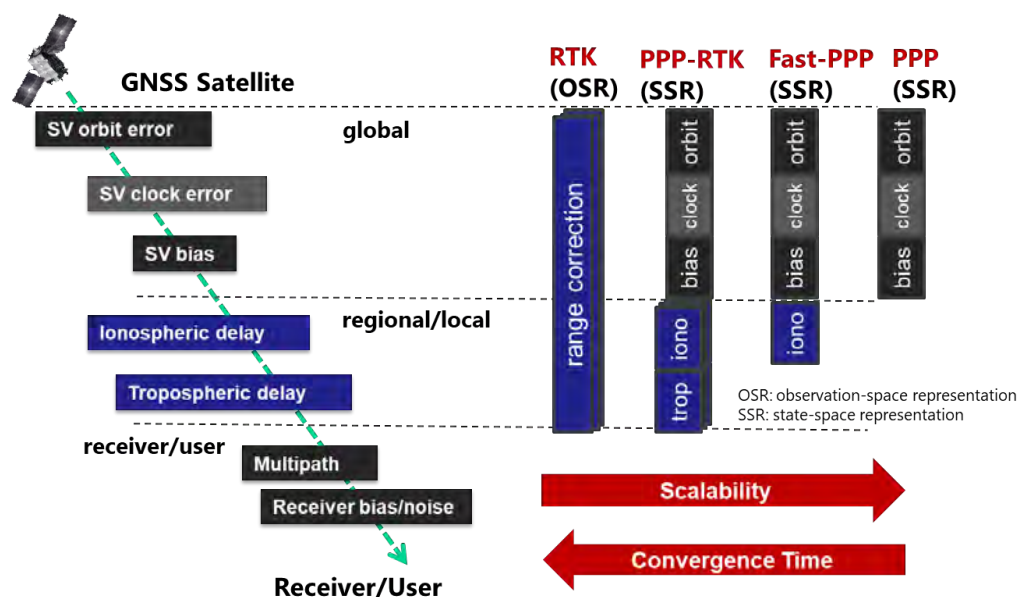 GNSS Satellite
RTK
(OSR)
PPP-RTK
(SSR)
Fast-PPP
(SSR)
PPP
(SSR)
SV orbit error
global
SV clock error
SV bias
range correction
orbit
clock
bias
iono
trop
orbit
clock
bias
iono
orbit
clock
bias
regional/local
Ionospheric delay
Tropospheric delay
OSR: observation-space representation
SSR: state-space representation
receiver/user
Multipath
Receiver bias/noise
Receiver/User
Scalability
Convergence Time